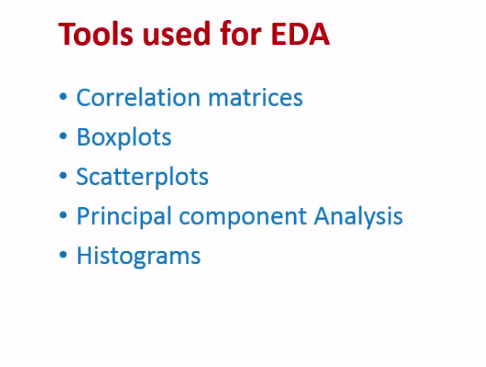 Tools used for EDA
• Correlation matrices
• Boxplots
• Scatterplots
• Principal component Analysis
• Histograms